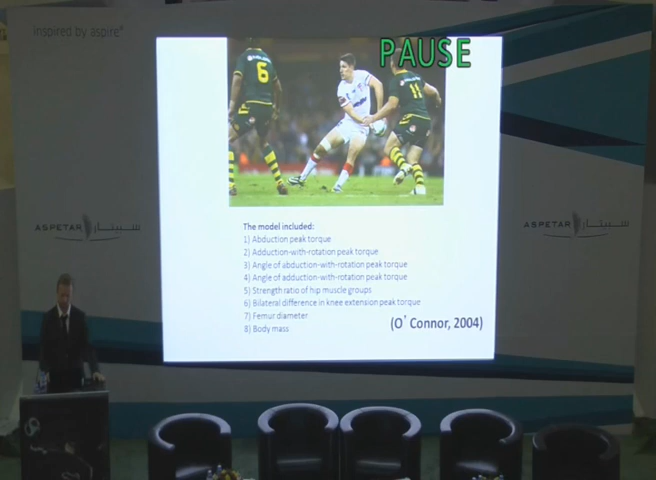 inspired by aspire
PAUSE
6
11
ASPETAR سبيتار
ASPETAR سبيتار
The model included:
1) Abduction peak torque
2) Adduction-with-rotation peak torque
3) Angle of abduction-with-rotation peak torque
4) Angle of adduction-with-rotation peak torque
5) Strength ratio of hip muscle groups
6) Bilateral difference in knee extension peak torque
7) Femur diameter
8) Body mass
(O' Connor, 2004)